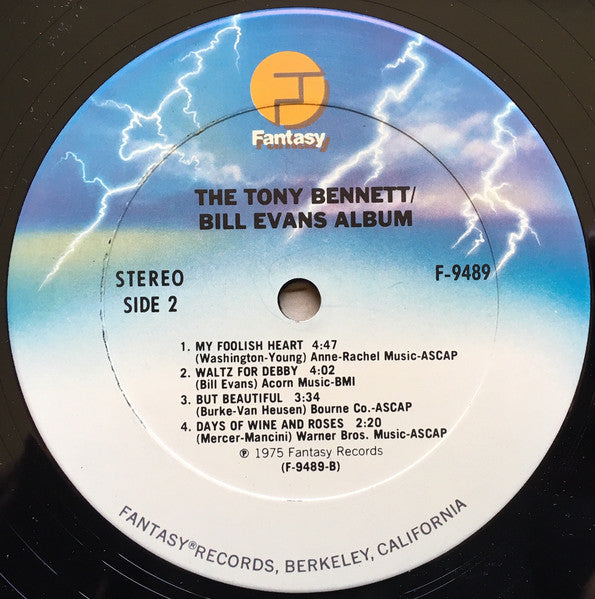 Fantasy
THE TONY BENNETT/
BILL EVANS ALBUM
STEREO
SIDE 2
F-9489
1. MY FOOLISH HEART 4:47
(Washington-Young) Anne-Rachel Music-ASCAP
2. WALTZ FOR DEBBY 4:02
(Bill Evans) Acorn Music-BMI
3. BUT BEAUTIFUL 3:34
(Burke-Van Heusen) Bourne Co.-ASCAP
4. DAYS OF WINE AND ROSES 2:20
(Mercer-Mancini) Warner Bros. Music-ASCAP
℗ 1975 Fantasy Records
(F-9489-B)
FANTASY® RECORDS, BERKELEY, CALIFORNIA